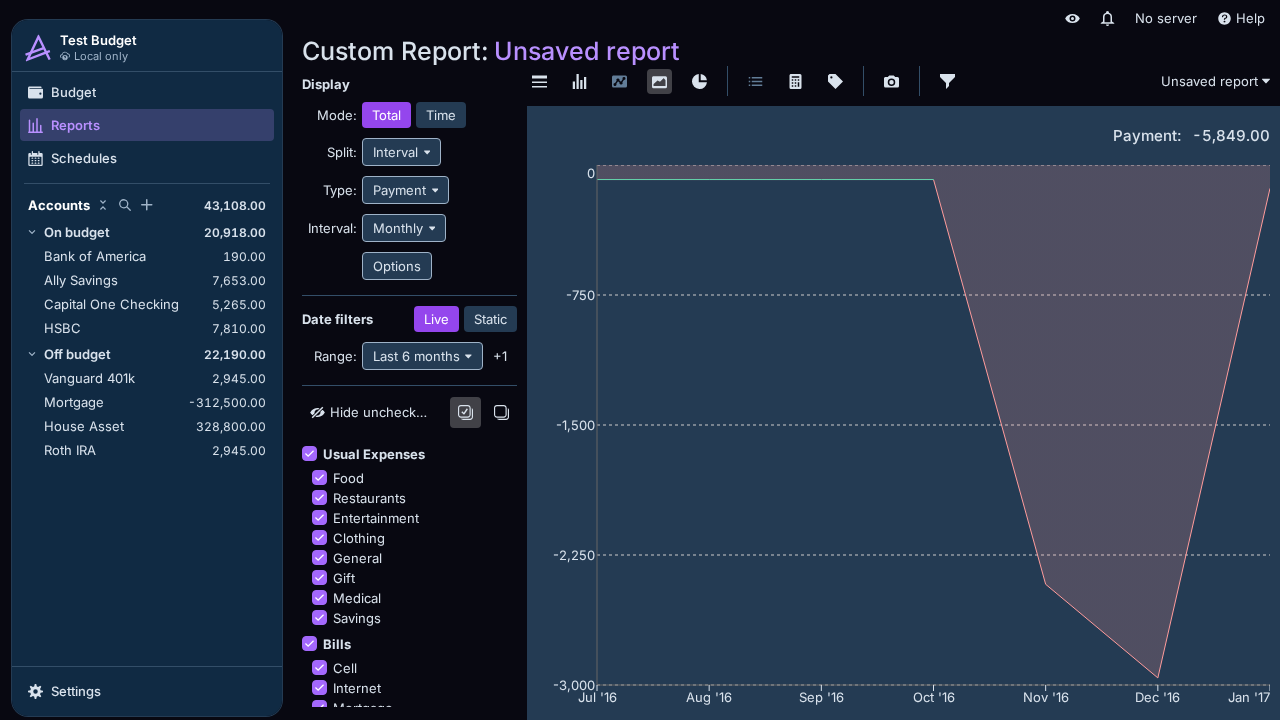 No server
Help
Test Budget
Local only
Budget
Reports
Schedules
Accounts 43,108.00
On budget 20,918.00
Bank of America 190.00
Ally Savings 7,653.00
Capital One Checking 5,265.00
HSBC 7,810.00
Off budget 22,190.00
Vanguard 401k 2,945.00
Mortgage -312,500.00
House Asset 328,800.00
Roth IRA 2,945.00
Settings
Custom Report: Unsaved report
Display
Mode: Total Time
Split: Interval
Type: Payment
Interval: Monthly
Options
Date filters Live Static
Range: Last 6 months +1
Hide uncheck...
Usual Expenses
Food
Restaurants
Entertainment
Clothing
General
Gift
Medical
Savings
Bills
Cell
Internet
Mortgage
Unsaved report
Payment: -5,849.00
0
-750
-1,500
-2,250
-3,000
Jul '16 Aug '16 Sep '16 Oct '16 Nov '16 Dec '16 Jan '17